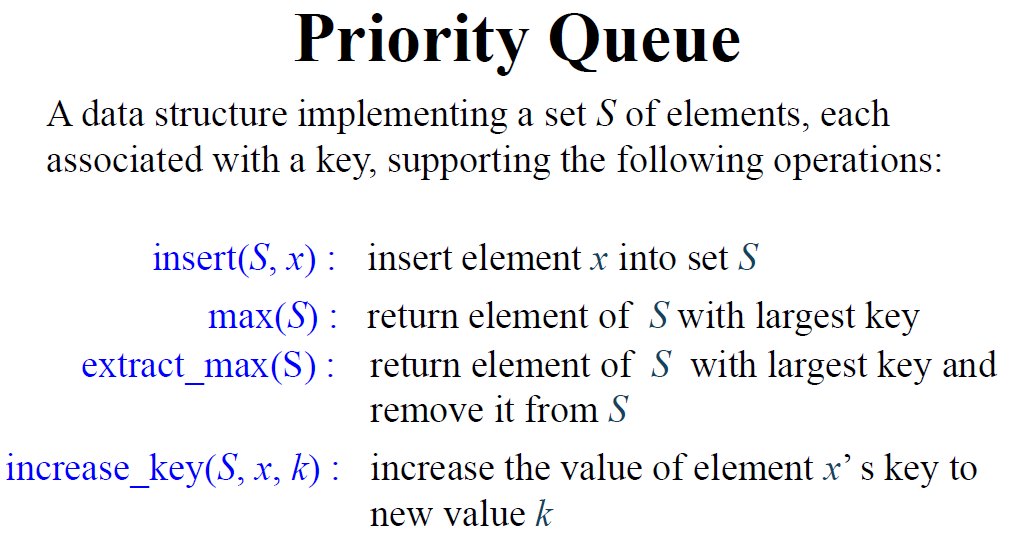 Priority Queue
A data structure implementing a set S of elements, each
associated with a key, supporting the following operations:
insert(S, x) : insert element x into set S
max(S) : return element of S with largest key
extract_max(S) : return element of S with largest key and
remove it from S
increase_key(S, x, k) : increase the value of element x’ s key to
new value k